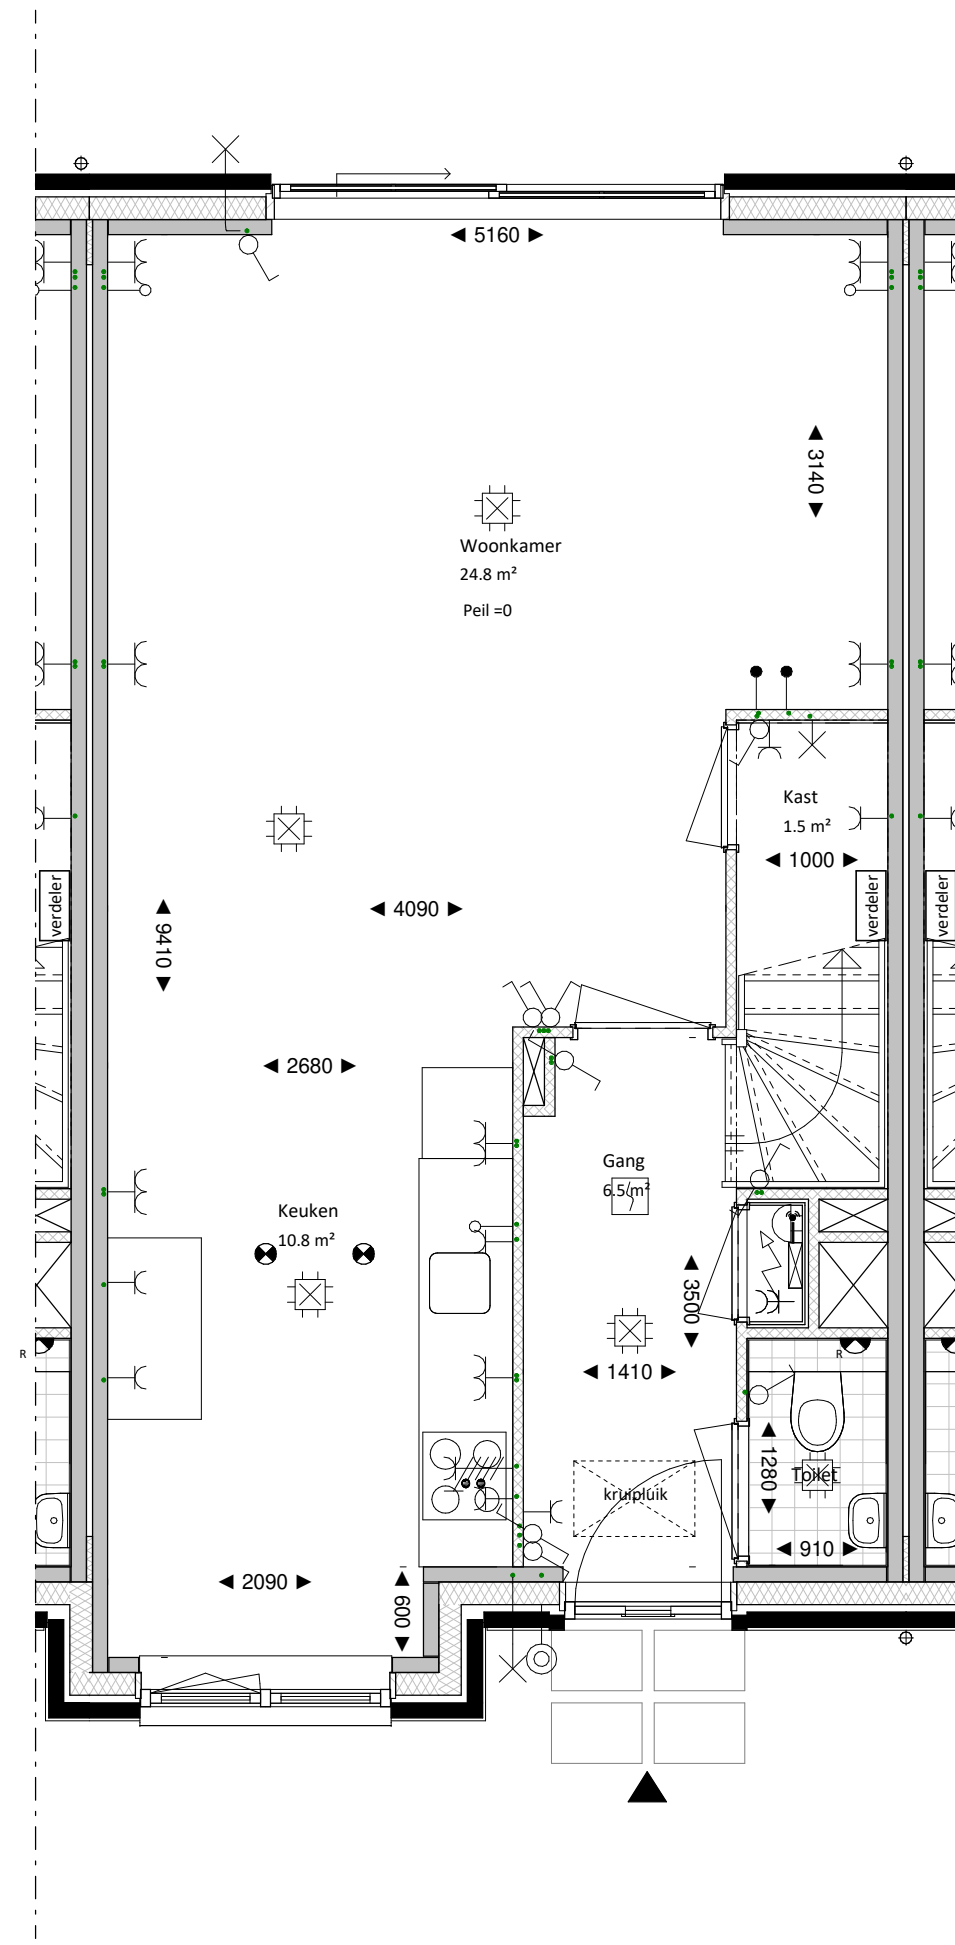 5160
3140
Woonkamer
24.8 m²
Peil =0
Kast
1.5 m²
1000
verdeler
verdeler
verdeler
4090
9410
2680
Gang
6.5 m²
Keuken
10.8 m²
3500
R
R
1410
1280
Toilet
kruipluik
910
2090
600